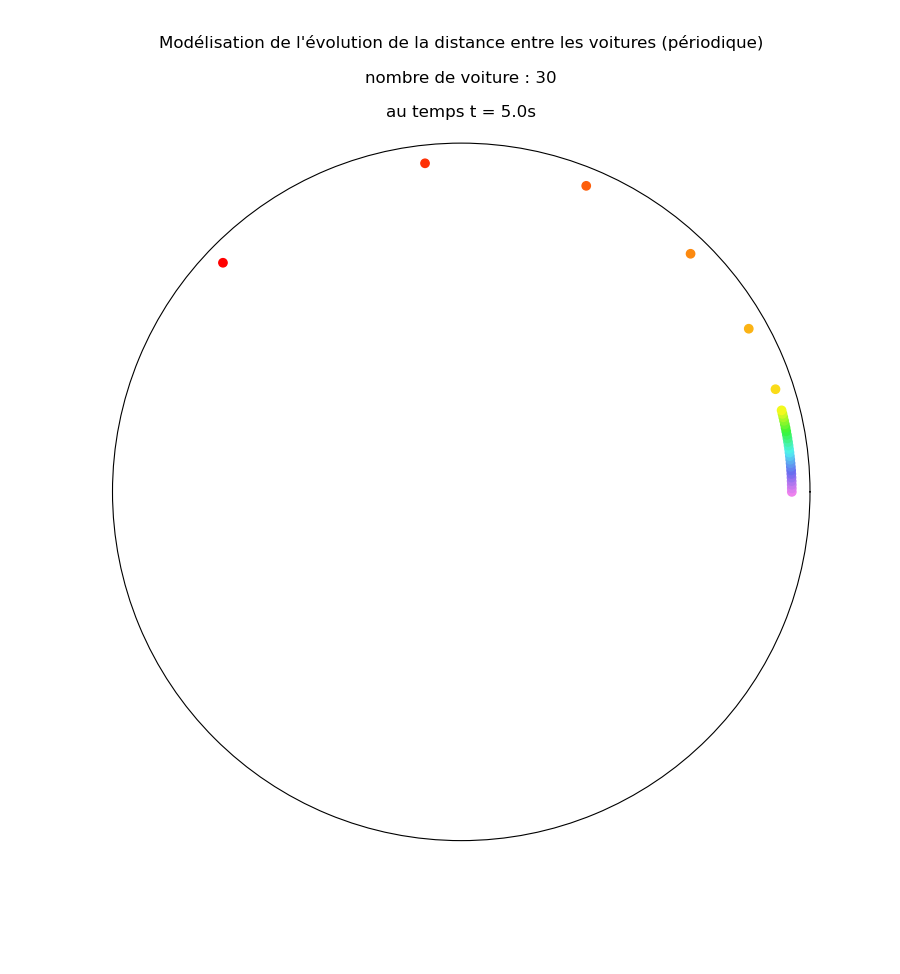 Modélisation de l'évolution de la distance entre les voitures (périodique)
nombre de voiture : 30
au temps t = 5.0s